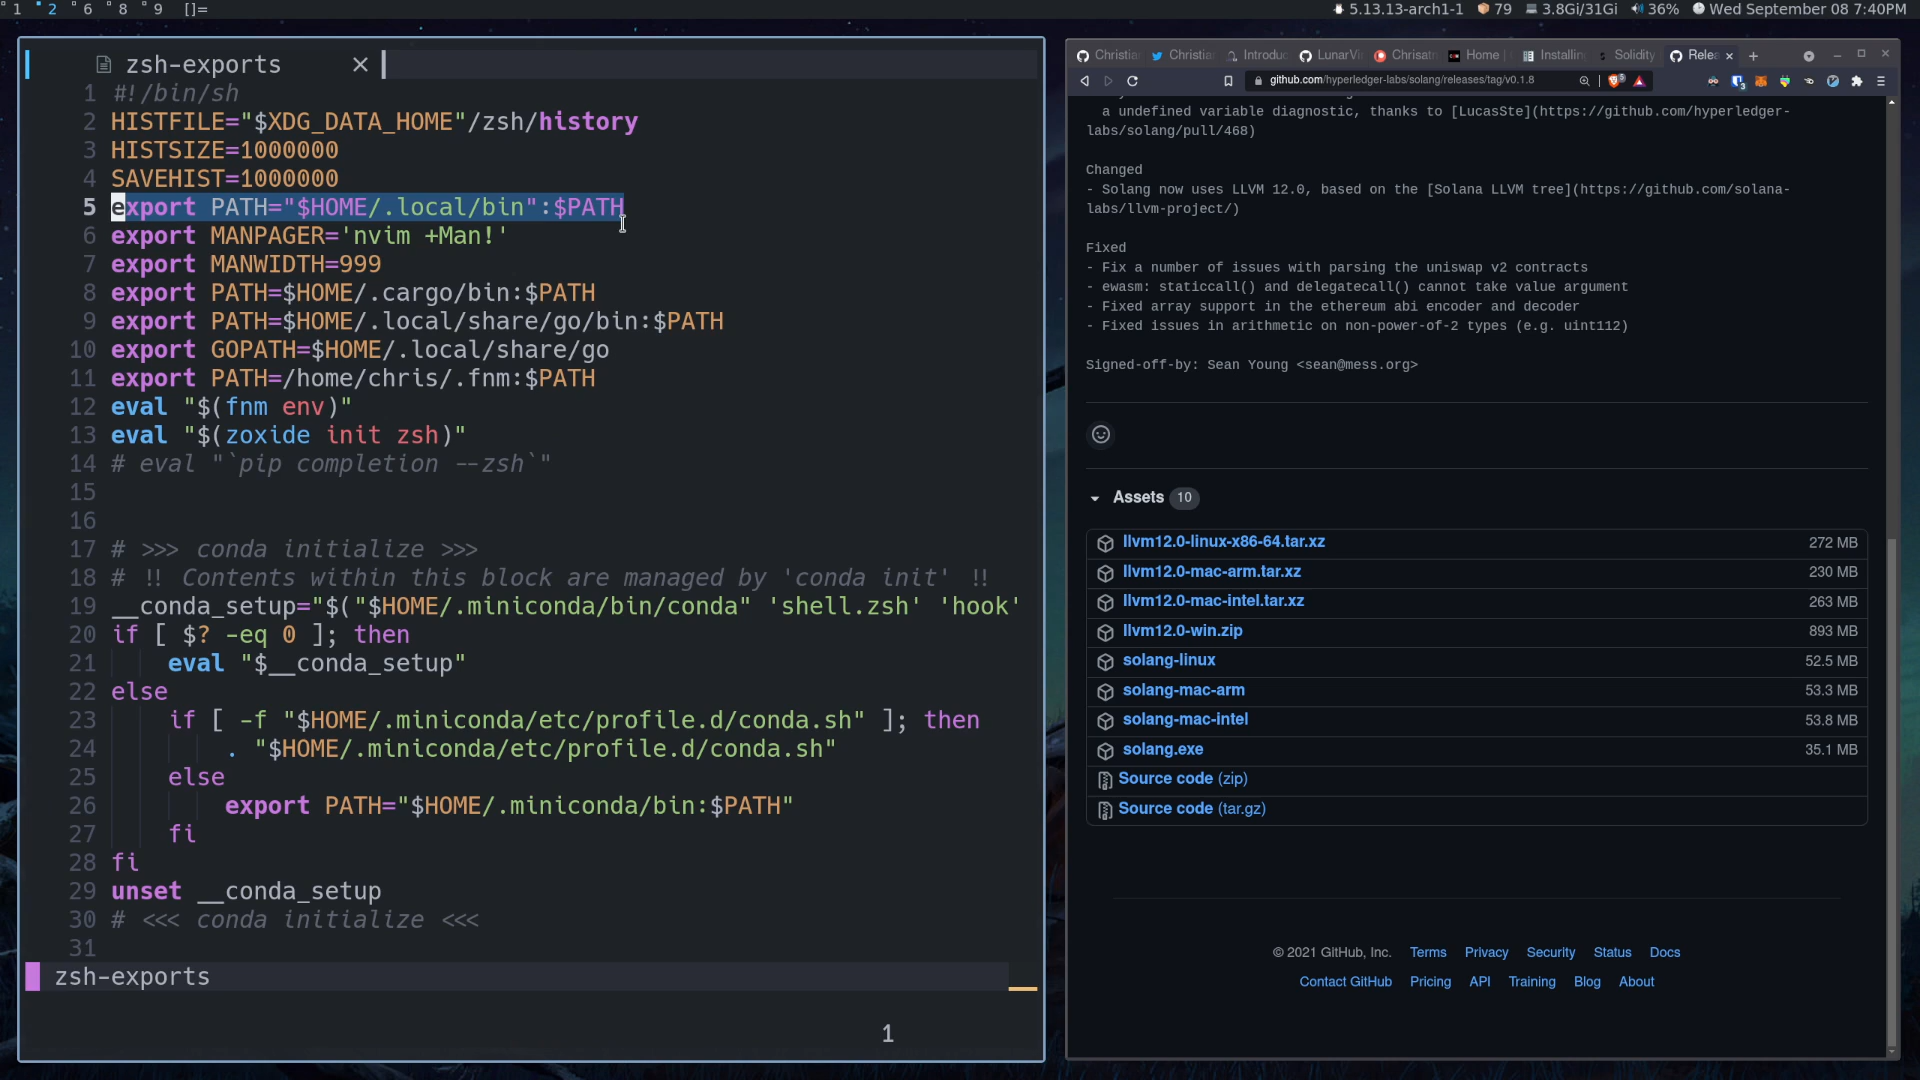 1 2 6 8 9 []=
5.13.13-arch1-1 79 3.8Gi/31Gi 36% Wed September 08 7:40PM
zsh-exports ×
1 #!/bin/sh
2 HISTFILE="$XDG_DATA_HOME"/zsh/history
3 HISTSIZE=1000000
4 SAVEHIST=1000000
5 export PATH="$HOME/.local/bin":$PATH
6 export MANPAGER='nvim +Man!'
7 export MANWIDTH=999
8 export PATH=$HOME/.cargo/bin:$PATH
9 export PATH=$HOME/.local/share/go/bin:$PATH
10 export GOPATH=$HOME/.local/share/go
11 export PATH=/home/chris/.fnm:$PATH
12 eval "$(fnm env)"
13 eval "$(zoxide init zsh)"
14 # eval "`pip completion --zsh`"
15
16
17 # >>> conda initialize >>>
18 # !! Contents within this block are managed by 'conda init' !!
19 __conda_setup="$("$HOME/.miniconda/bin/conda" 'shell.zsh' 'hook'
20 if [ $? -eq 0 ]; then
21 eval "$__conda_setup"
22 else
23 if [ -f "$HOME/.miniconda/etc/profile.d/conda.sh" ]; then
24 . "$HOME/.miniconda/etc/profile.d/conda.sh"
25 else
26 export PATH="$HOME/.miniconda/bin:$PATH"
27 fi
28 fi
29 unset __conda_setup
30 # <<< conda initialize <<<
31
zsh-exports
1
Christia Christian Introduc LunarVi Chrisatm Home Installin Solidity Relea ×
github.com/hyperledger-labs/solang/releases/tag/v0.1.8
a undefined variable diagnostic, thanks to [LucasSte](https://github.com/hyperledger-
labs/solang/pull/468)
Changed
- Solang now uses LLVM 12.0, based on the [Solana LLVM tree](https://github.com/solana-
labs/llvm-project/)
Fixed
- Fix a number of issues with parsing the uniswap v2 contracts
- ewasm: staticcall() and delegatecall() cannot take value argument
- Fixed array support in the ethereum abi encoder and decoder
- Fixed issues in arithmetic on non-power-of-2 types (e.g. uint112)
Signed-off-by: Sean Young <sean@mess.org>
Assets 10
llvm12.0-linux-x86-64.tar.xz 272 MB
llvm12.0-mac-arm.tar.xz 230 MB
llvm12.0-mac-intel.tar.xz 263 MB
llvm12.0-win.zip 893 MB
solang-linux 52.5 MB
solang-mac-arm 53.3 MB
solang-mac-intel 53.8 MB
solang.exe 35.1 MB
Source code (zip)
Source code (tar.gz)
© 2021 GitHub, Inc. Terms Privacy Security Status Docs
Contact GitHub Pricing API Training Blog About